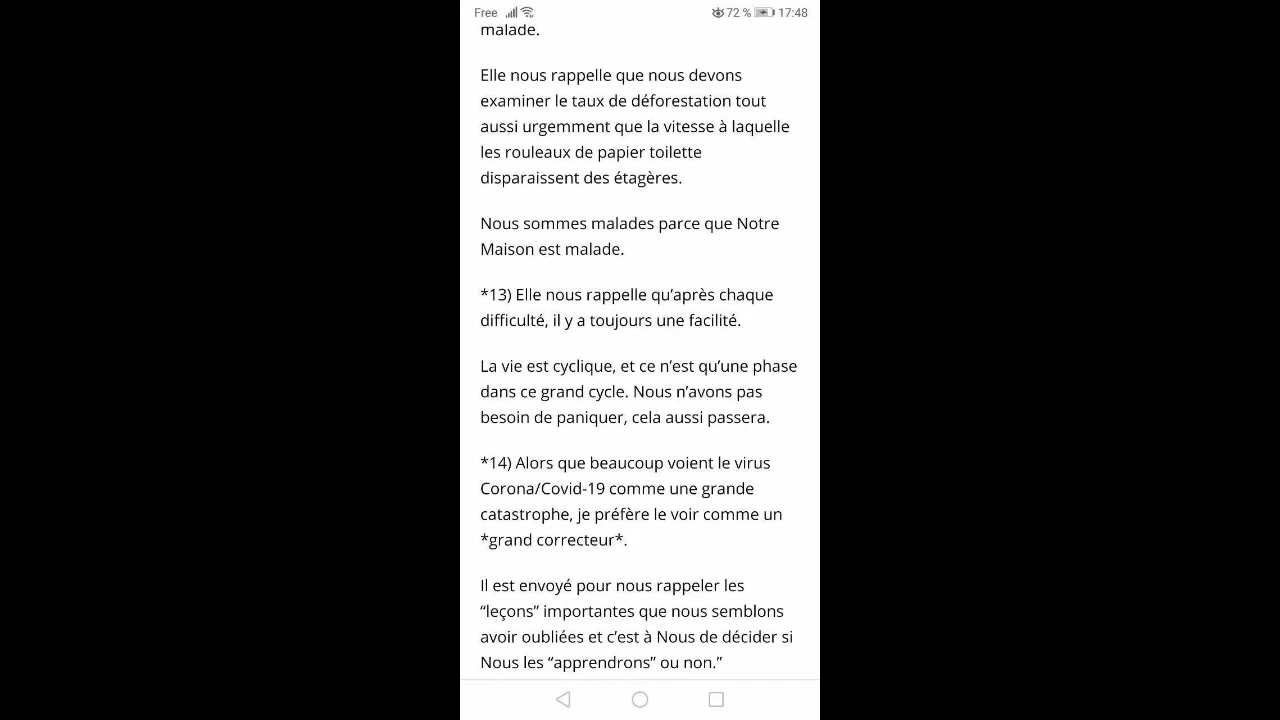 Free 72 % 17:48
malade.
Elle nous rappelle que nous devons
examiner le taux de déforestation tout
aussi urgemment que la vitesse à laquelle
les rouleaux de papier toilette
disparaissent des étagères.
Nous sommes malades parce que Notre
Maison est malade.
*13) Elle nous rappelle qu’après chaque
difficulté, il y a toujours une facilité.
La vie est cyclique, et ce n’est qu’une phase
dans ce grand cycle. Nous n’avons pas
besoin de paniquer, cela aussi passera.
*14) Alors que beaucoup voient le virus
Corona/Covid-19 comme une grande
catastrophe, je préfère le voir comme un
*grand correcteur*.
Il est envoyé pour nous rappeler les
“leçons” importantes que nous semblons
avoir oubliées et c’est à Nous de décider si
Nous les “apprendrons” ou non.”